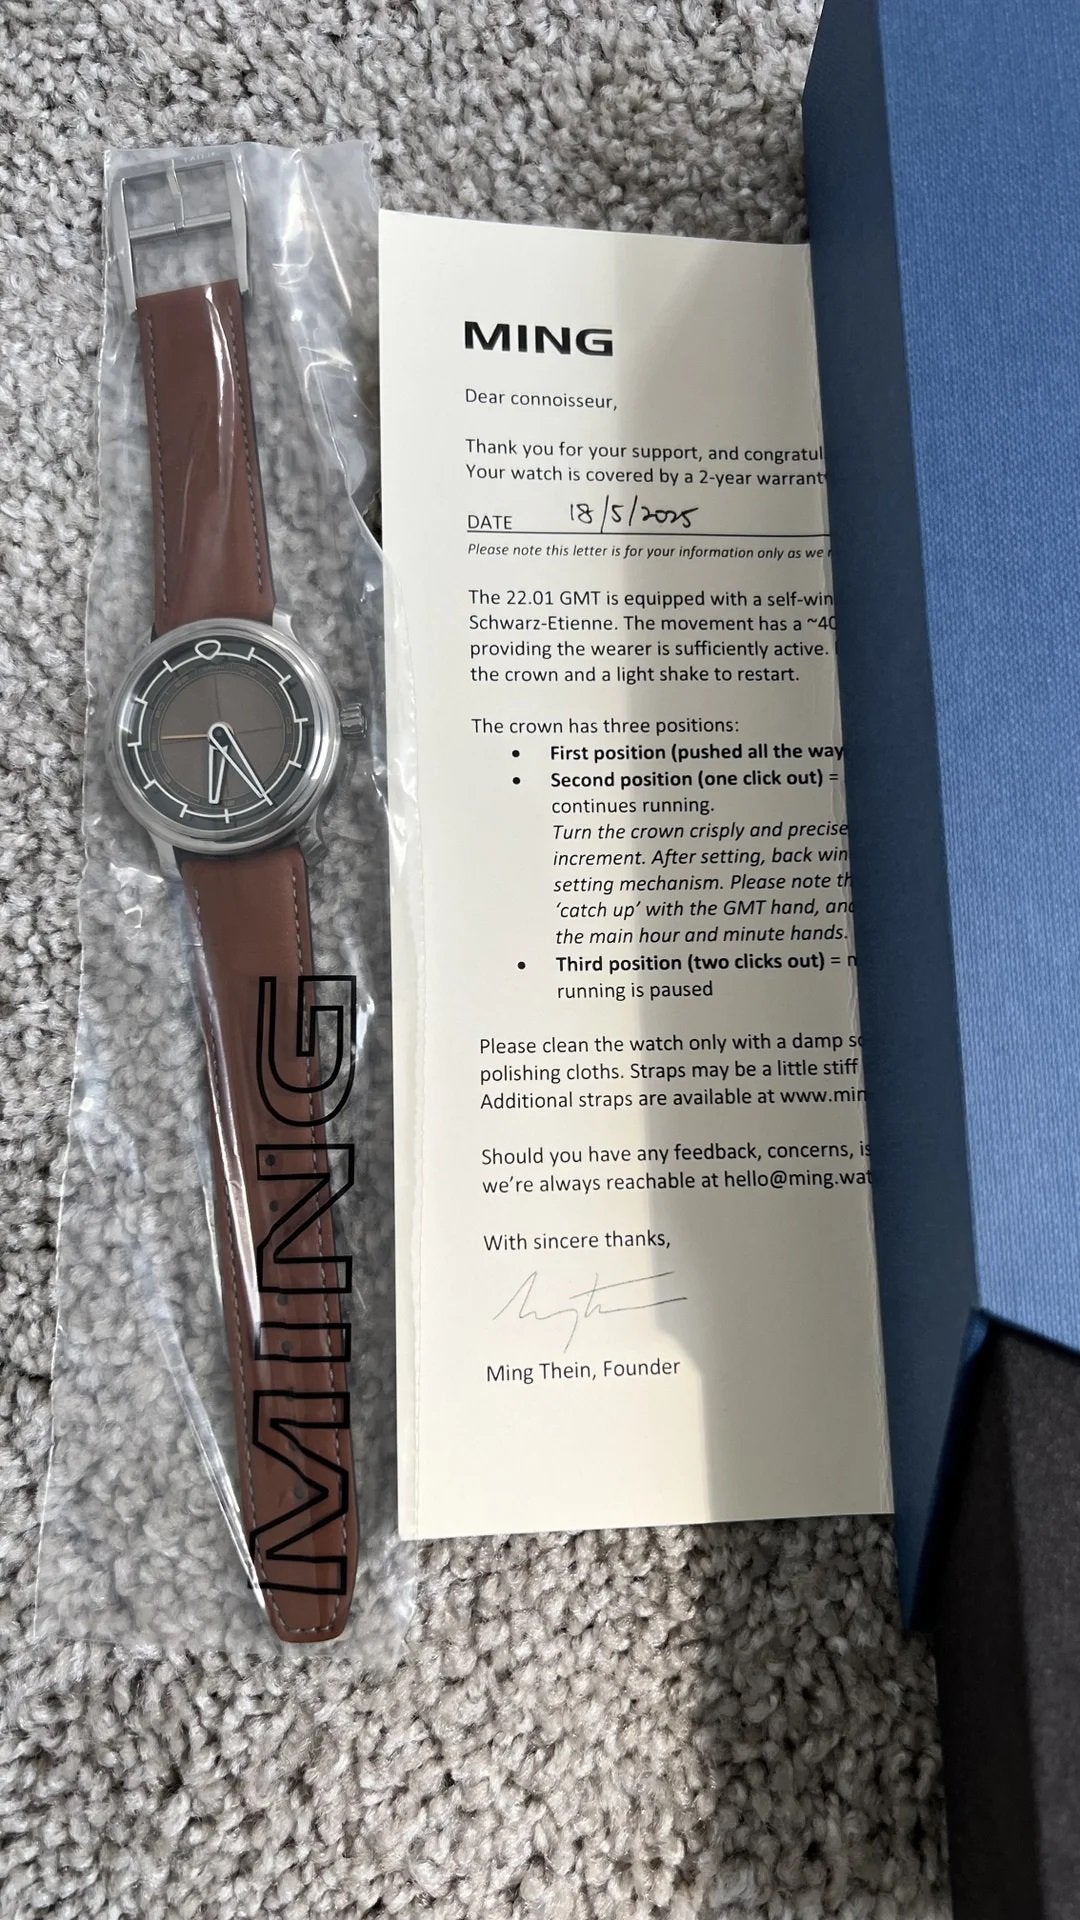 MING
Dear connoisseur,
Thank you for your support, and congratul
Your watch is covered by a 2-year warrant
DATE 18/5/2025
Please note this letter is for your information only as we
The 22.01 GMT is equipped with a self-win
Schwarz-Etienne. The movement has a ~40
providing the wearer is sufficiently active.
the crown and a light shake to restart.
The crown has three positions:
• First position (pushed all the way
• Second position (one click out) =
continues running.
Turn the crown crisply and precise
increment. After setting, back win
setting mechanism. Please note th
‘catch up’ with the GMT hand, and
the main hour and minute hands.
• Third position (two clicks out) = n
running is paused
Please clean the watch only with a damp so
polishing cloths. Straps may be a little stiff
Additional straps are available at www.min
Should you have any feedback, concerns, is
we’re always reachable at hello@ming.wat
With sincere thanks,
Ming Thein, Founder
MING